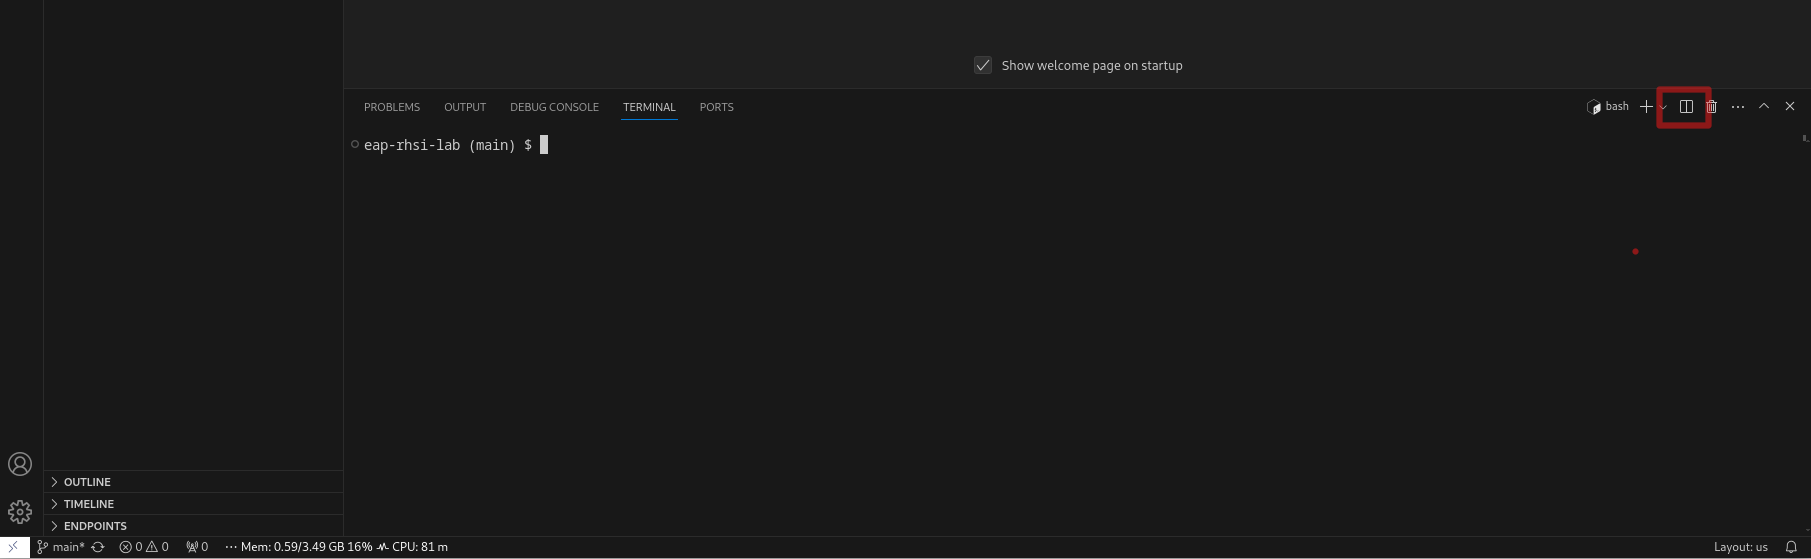 Show welcome page on startup
PROBLEMS OUTPUT DEBUG CONSOLE TERMINAL PORTS
bash
eap-rhsi-lab (main) $
OUTLINE
TIMELINE
ENDPOINTS
main* 0 0 0 ··· Mem: 0.59/3.49 GB 16% CPU: 81 m Layout: us